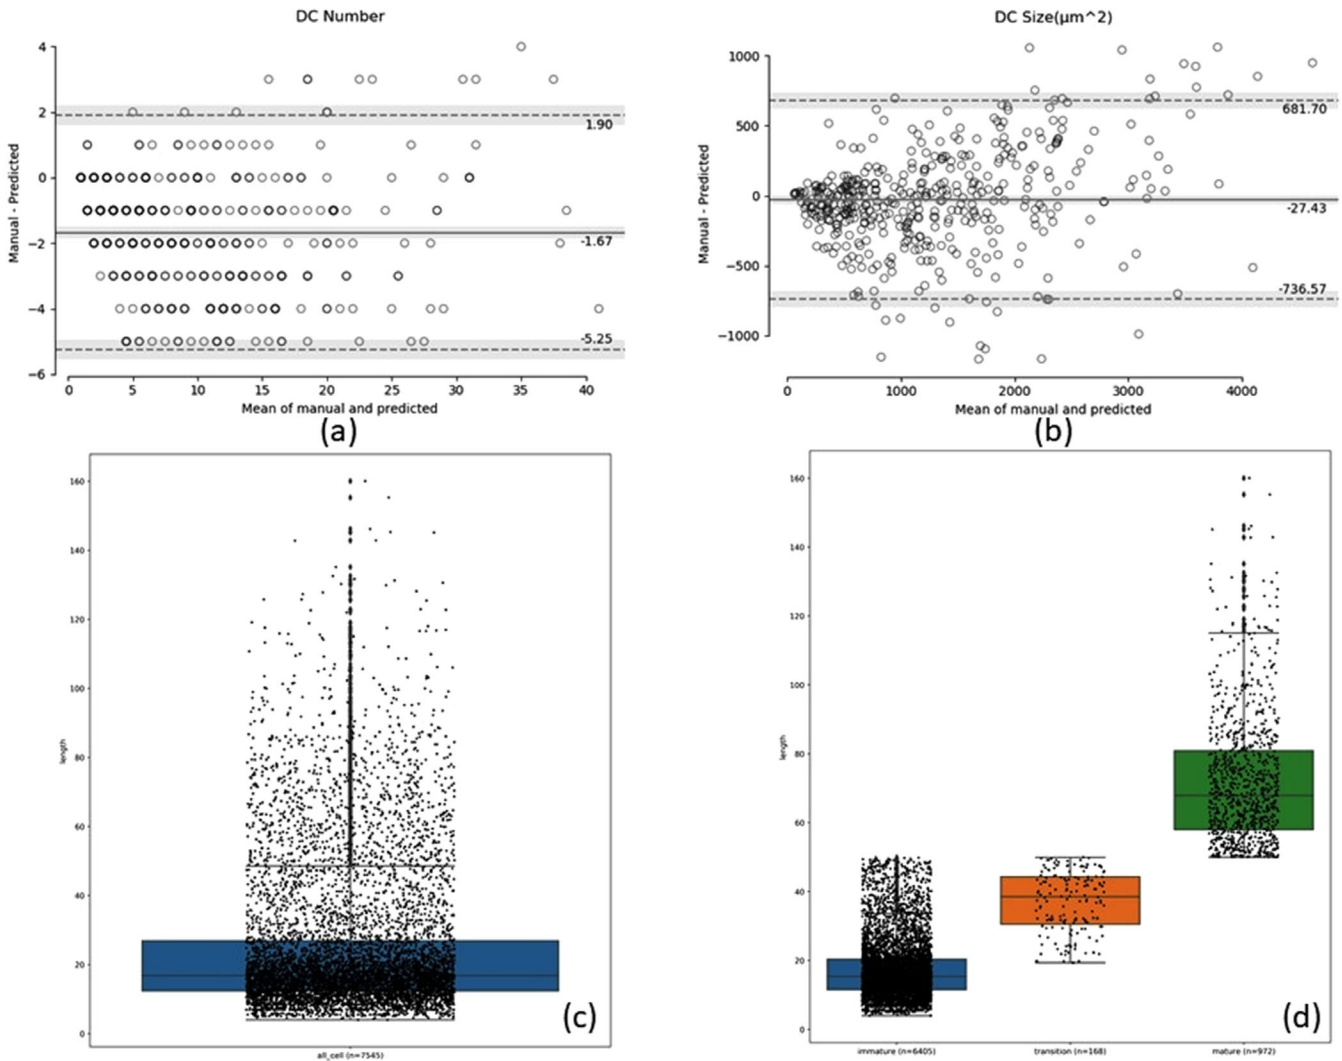 DC Number
4
2
0
−2
−4
−6
Manual - Predicted
1.90
-1.67
-5.25
0 5 10 15 20 25 30 35 40
Mean of manual and predicted
(a)
DC Size(μm^2)
1000
500
0
−500
−1000
Manual - Predicted
681.70
-27.43
-736.57
0 1000 2000 3000 4000
Mean of manual and predicted
(b)
160
140
120
100
80
60
40
20
0
length
all_cell (n=7545)
(c)
160
140
120
100
80
60
40
20
0
length
immature (n=6405) transition (n=168) mature (n=972)
(d)